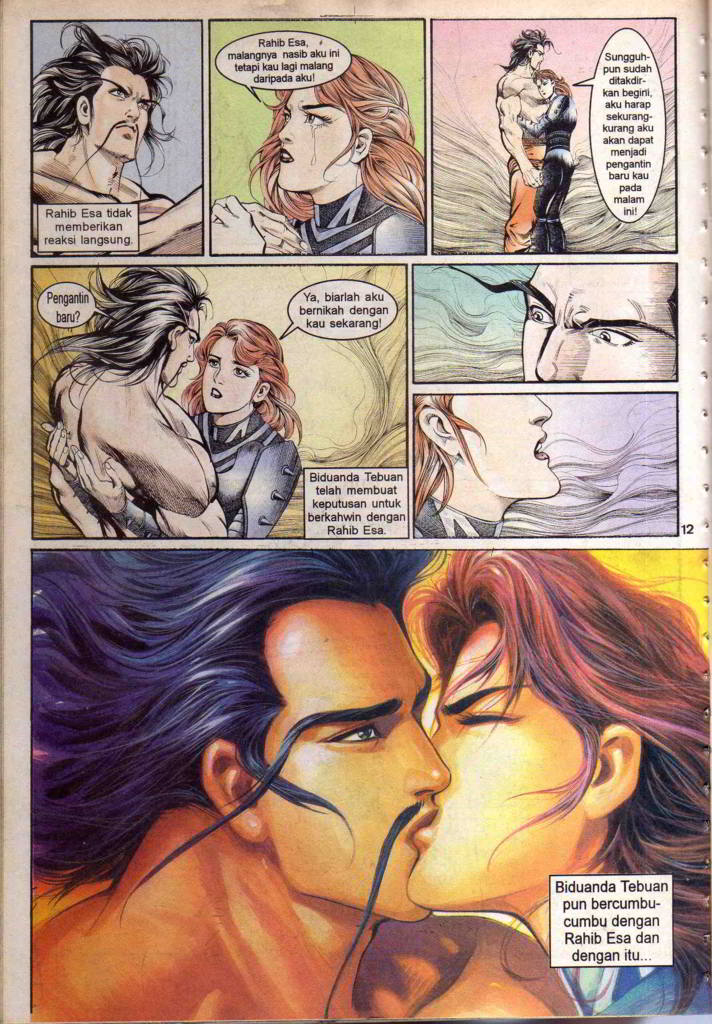 Rahib Esa tidak
memberikan
reaksi langsung.
Rahib Esa,
malangnya nasib aku ini
tetapi kau lagi malang
daripada aku!
Sungguh-
pun sudah
ditakdir-
kan begini,
aku harap
sekurang-
kurang aku
akan dapat
menjadi
pengantin
baru kau
pada
malam
ini!
Pengantin
baru?
Ya, biarlah aku
bernikah dengan
kau sekarang!
Biduanda Tebuan
telah membuat
keputusan untuk
berkahwin dengan
Rahib Esa.
12
Biduanda Tebuan
pun bercumbu-
cumbu dengan
Rahib Esa dan
dengan itu...